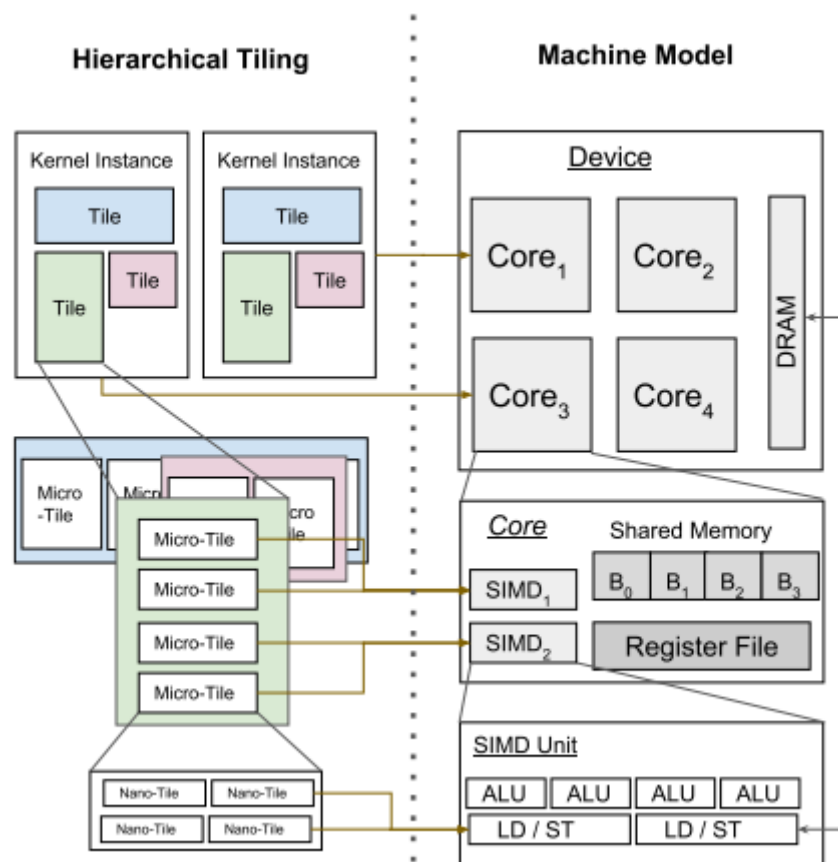 Hierarchical Tiling
Machine Model
Kernel Instance
Tile
Tile
Tile
Kernel Instance
Tile
Tile
Tile
Device
Core1
Core2
Core3
Core4
DRAM
Micro
-Tile
Micro-Tile
Micro-Tile
Micro-Tile
Micro-Tile
Core
Shared Memory
SIMD1
SIMD2
B0
B1
B2
B3
Register File
Nano-Tile
Nano-Tile
Nano-Tile
Nano-Tile
SIMD Unit
ALU
ALU
ALU
ALU
LD / ST
LD / ST